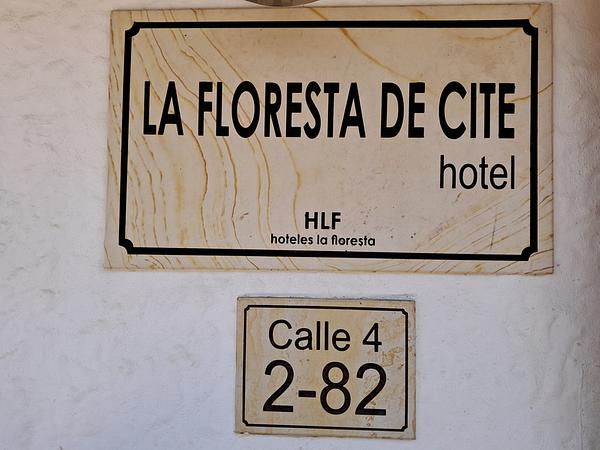 LA FLORESTA DE CITE
hotel
HLF
hoteles la floresta
Calle 4
2-82